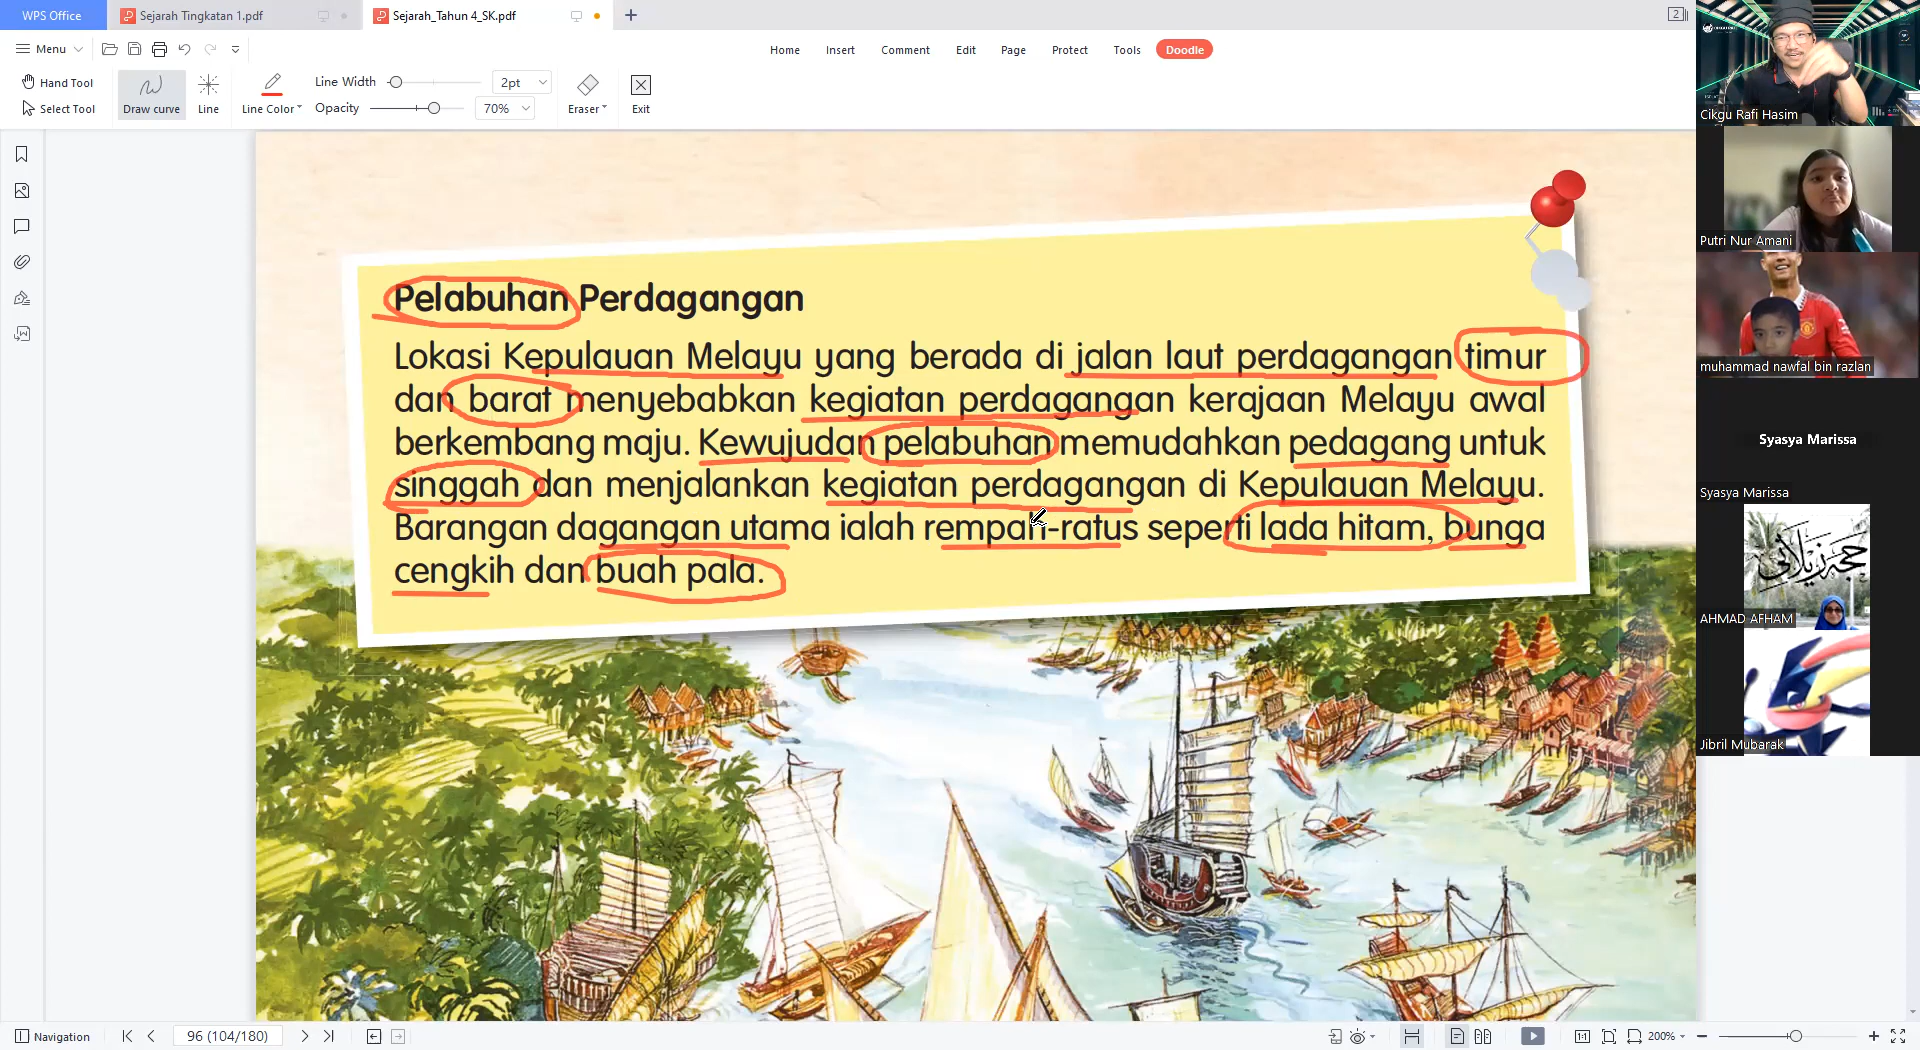 WPS Office
Sejarah Tingkatan 1.pdf
Sejarah_Tahun 4_SK.pdf
2
Menu
Home Insert Comment Edit Page Protect Tools Doodle
Hand Tool
Select Tool
Draw curve
Line
Line Color
Line Width 2pt
Opacity 70%
Eraser
Exit
Pelabuhan Perdagangan
Lokasi Kepulauan Melayu yang berada di jalan laut perdagangan timur
dan barat menyebabkan kegiatan perdagangan kerajaan Melayu awal
berkembang maju. Kewujudan pelabuhan memudahkan pedagang untuk
singgah dan menjalankan kegiatan perdagangan di Kepulauan Melayu.
Barangan dagangan utama ialah rempah-ratus seperti lada hitam, bunga
cengkih dan buah pala.
Cikgu Rafi Hasim
Putri Nur Amani
muhammad nawfal bin razlan
Syasya Marissa
Syasya Marissa
AHMAD AFHAM
Jibril Mubarak
Navigation
96 (104/180)
1:1
200%